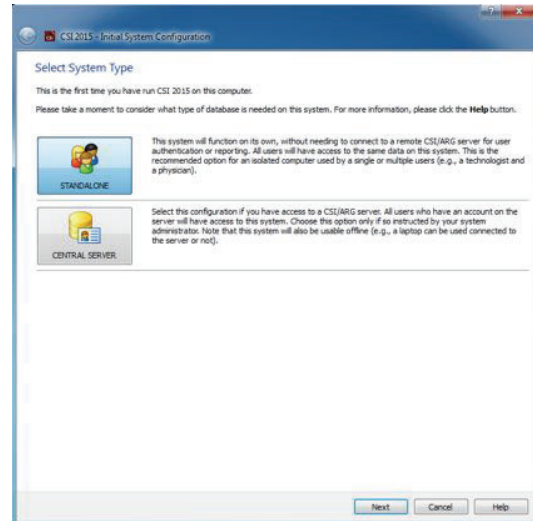 CSI 2015 - Initial System Configuration
Select System Type
This is the first time you have run CSI 2015 on this computer.
Please take a moment to consider what type of database is needed on this system. For more information, please click the Help button.
This system will function on its own, without needing to connect to a remote CSI/ARG server for user
authentication or reporting. All users will have access to the same data on this system. This is the
recommended option for an isolated computer used by a single or multiple users (e.g., a technologist and
a physician).
STANDALONE
Select this configuration if you have access to a CSI/ARG server. All users who have an account on the
server will have access to this system. Choose this option only if so instructed by your system
administrator. Note that this system will also be usable offline (e.g., a laptop can be used connected to
the server or not).
CENTRAL SERVER
Next Cancel Help